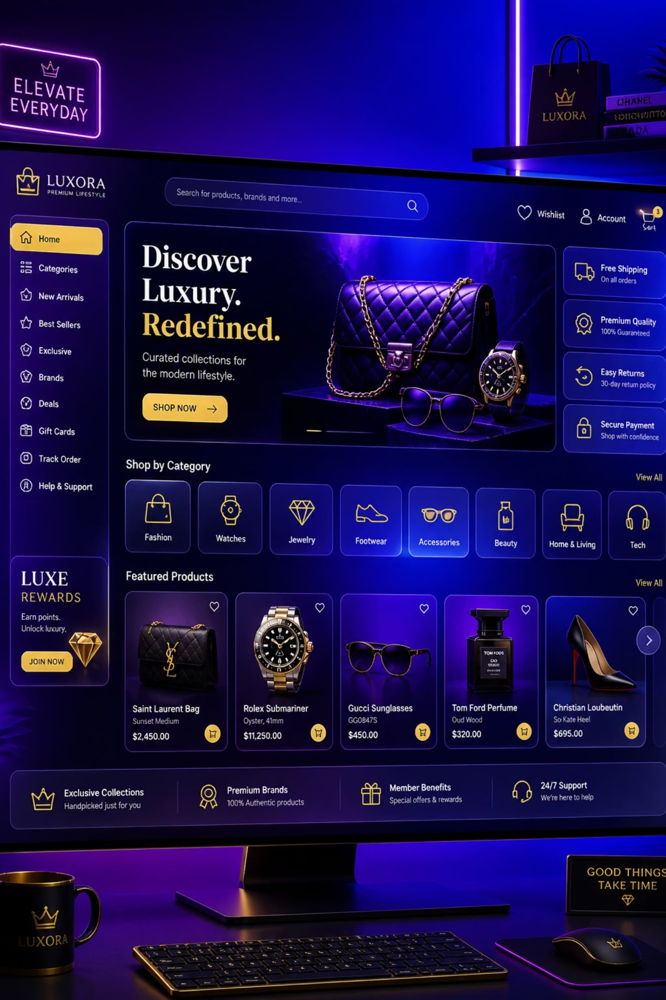 ELEVATE
EVERYDAY
LUXORA
CHANEL
PRADA
LUXORA
PREMIUM LIFESTYLE
Search for products, brands and more...
Wishlist
Account
3
Home
Categories
New Arrivals
Best Sellers
Exclusive
Brands
Deals
Gift Cards
Track Order
Help & Support
Discover
Luxury.
Redefined.
Curated collections for
the modern lifestyle.
SHOP NOW
Free Shipping
On all orders
Premium Quality
100% Guaranteed
Easy Returns
30-day return policy
Secure Payment
Shop with confidence
Shop by Category
View All
Fashion
Watches
Jewelry
Footwear
Accessories
Beauty
Home & Living
Tech
LUXE
REWARDS
Earn points.
Unlock luxury.
JOIN NOW
Featured Products
View All
YSL
TOM FORD
Saint Laurent Bag
Sunset Medium
$2,450.00
Rolex Submariner
Oyster, 41mm
$11,250.00
Gucci Sunglasses
GG0847S
$450.00
Tom Ford Perfume
Oud Wood
$320.00
Christian Loubeutin
So Kate Heel
$695.00
Exclusive Collections
Handpicked just for you
Premium Brands
100% Authentic products
Member Benefits
Special offers & rewards
24/7 Support
We're here to help
LUXORA
GOOD THINGS
TAKE TIME